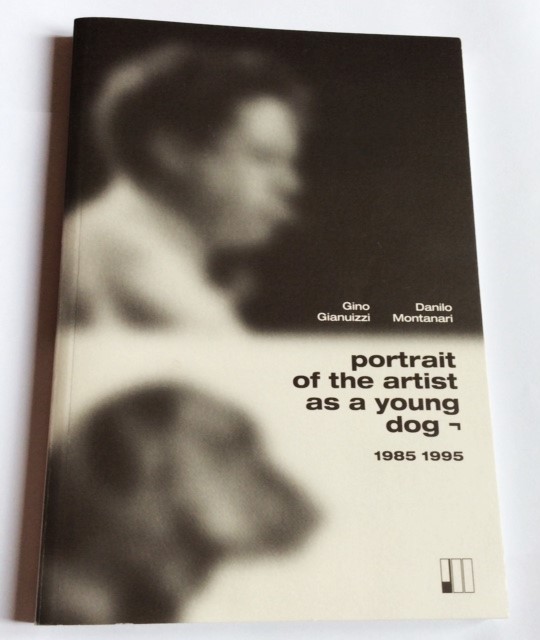 Gino Danilo
Gianuizzi Montanari
portrait
of the artist
as a young
dog ¬
1985 1995